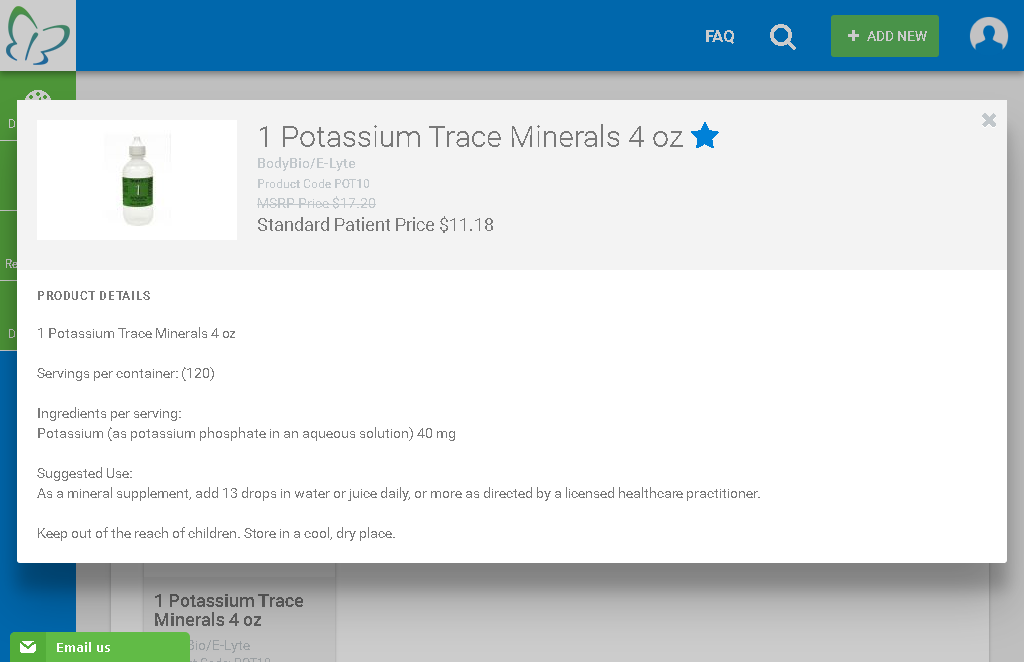 FAQ
+ ADD NEW
D
Re
D
1 Potassium Trace Minerals 4 oz
BodyBio/E-Lyte
Product Code POT10
MSRP Price $17.20
Standard Patient Price $11.18
1
PRODUCT DETAILS
1 Potassium Trace Minerals 4 oz
Servings per container: (120)
Ingredients per serving:
Potassium (as potassium phosphate in an aqueous solution) 40 mg
Suggested Use:
As a mineral supplement, add 13 drops in water or juice daily, or more as directed by a licensed healthcare practitioner.
Keep out of the reach of children. Store in a cool, dry place.
1 Potassium Trace
Minerals 4 oz
Bio/E-Lyte
Code: POT10
Email us